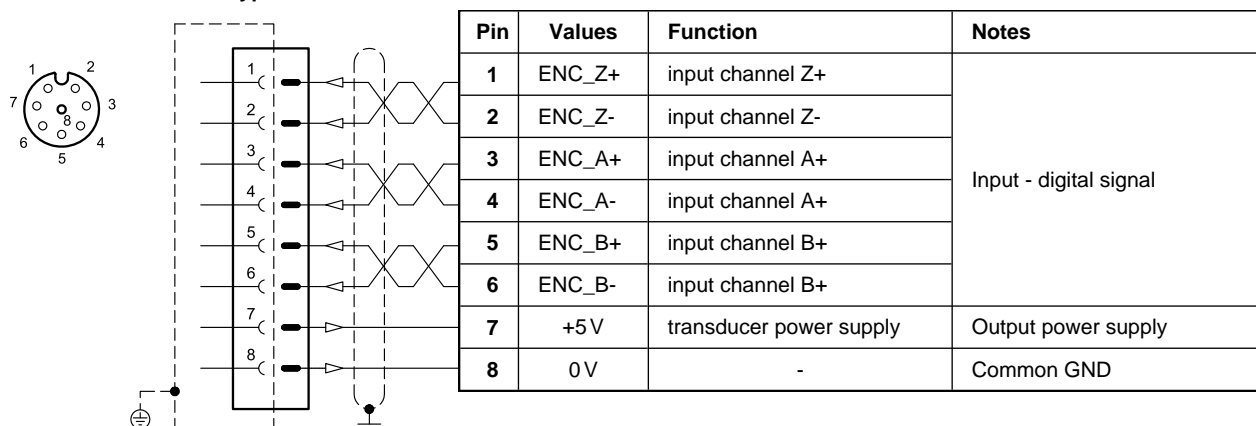 1 2
7 3
8
6 4
5
1
2
3
4
5
6
7
8
Pin Values Function Notes
1 ENC_Z+ input channel Z+
2 ENC_Z- input channel Z-
3 ENC_A+ input channel A+
Input - digital signal
4 ENC_A- input channel A+
5 ENC_B+ input channel B+
6 ENC_B- input channel B+
7 +5 V transducer power supply Output power supply
8 0 V - Common GND